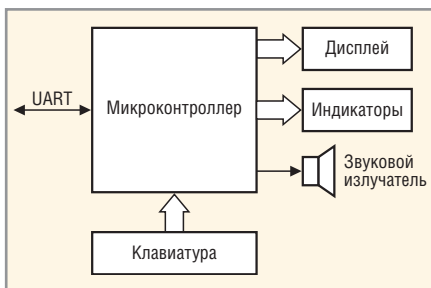 UART
Микроконтроллер
Дисплей
Индикаторы
Звуковой
излучатель
Клавиатура